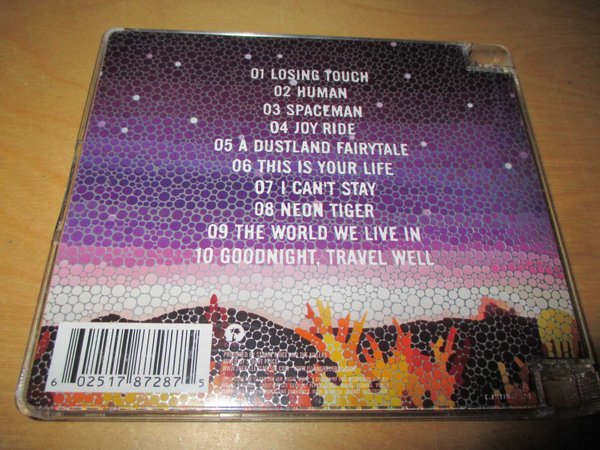 01 LOSING TOUCH
02 HUMAN
03 SPACEMAN
04 JOY RIDE
05 A DUSTLAND FAIRYTALE
06 THIS IS YOUR LIFE
07 I CAN'T STAY
08 NEON TIGER
09 THE WORLD WE LIVE IN
10 GOODNIGHT, TRAVEL WELL
6 02517 87287 5